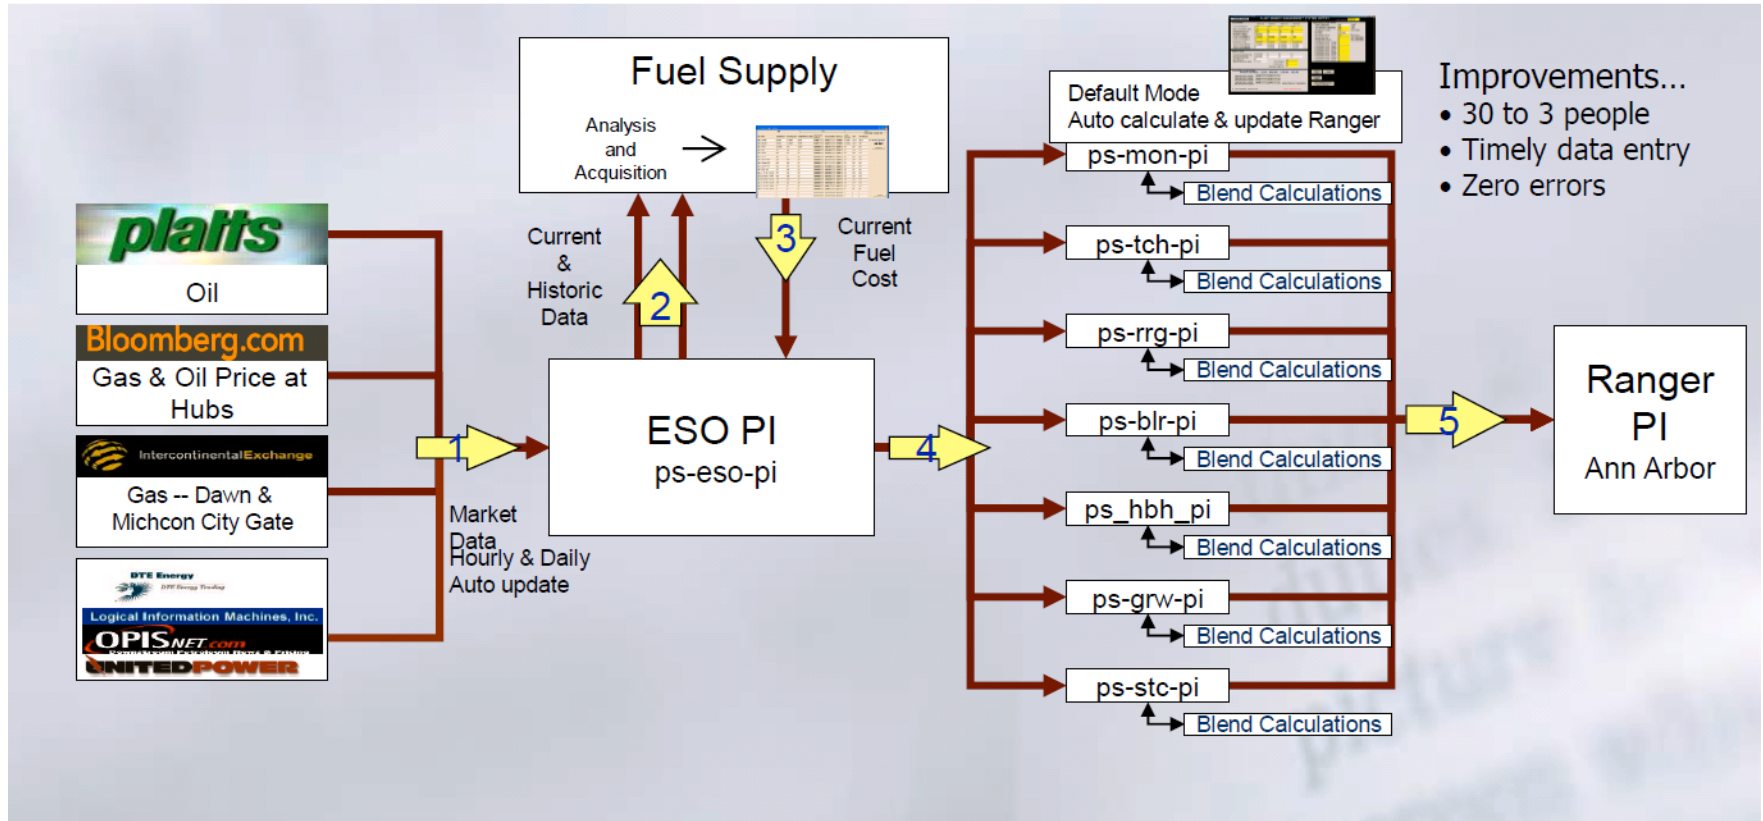 platts
Oil
Bloomberg.com
Gas & Oil Price at
Hubs
IntercontinentalExchange
Gas -- Dawn &
Michcon City Gate
DTE Energy
DTE Energy Trading
Logical Information Machines, Inc.
OPISNET.com
UNITEDPOWER
1
Market
Data
Hourly & Daily
Auto update
Fuel Supply
Analysis
and
Acquisition
Current
&
Historic
Data
2
3
Current
Fuel
Cost
ESO PI
ps-eso-pi
4
Default Mode
Auto calculate & update Ranger
ps-mon-pi
Blend Calculations
ps-tch-pi
Blend Calculations
ps-rrg-pi
Blend Calculations
ps-blr-pi
Blend Calculations
ps_hbh_pi
Blend Calculations
ps-grw-pi
Blend Calculations
ps-stc-pi
Blend Calculations
5
Ranger
PI
Ann Arbor
Improvements...
• 30 to 3 people
• Timely data entry
• Zero errors